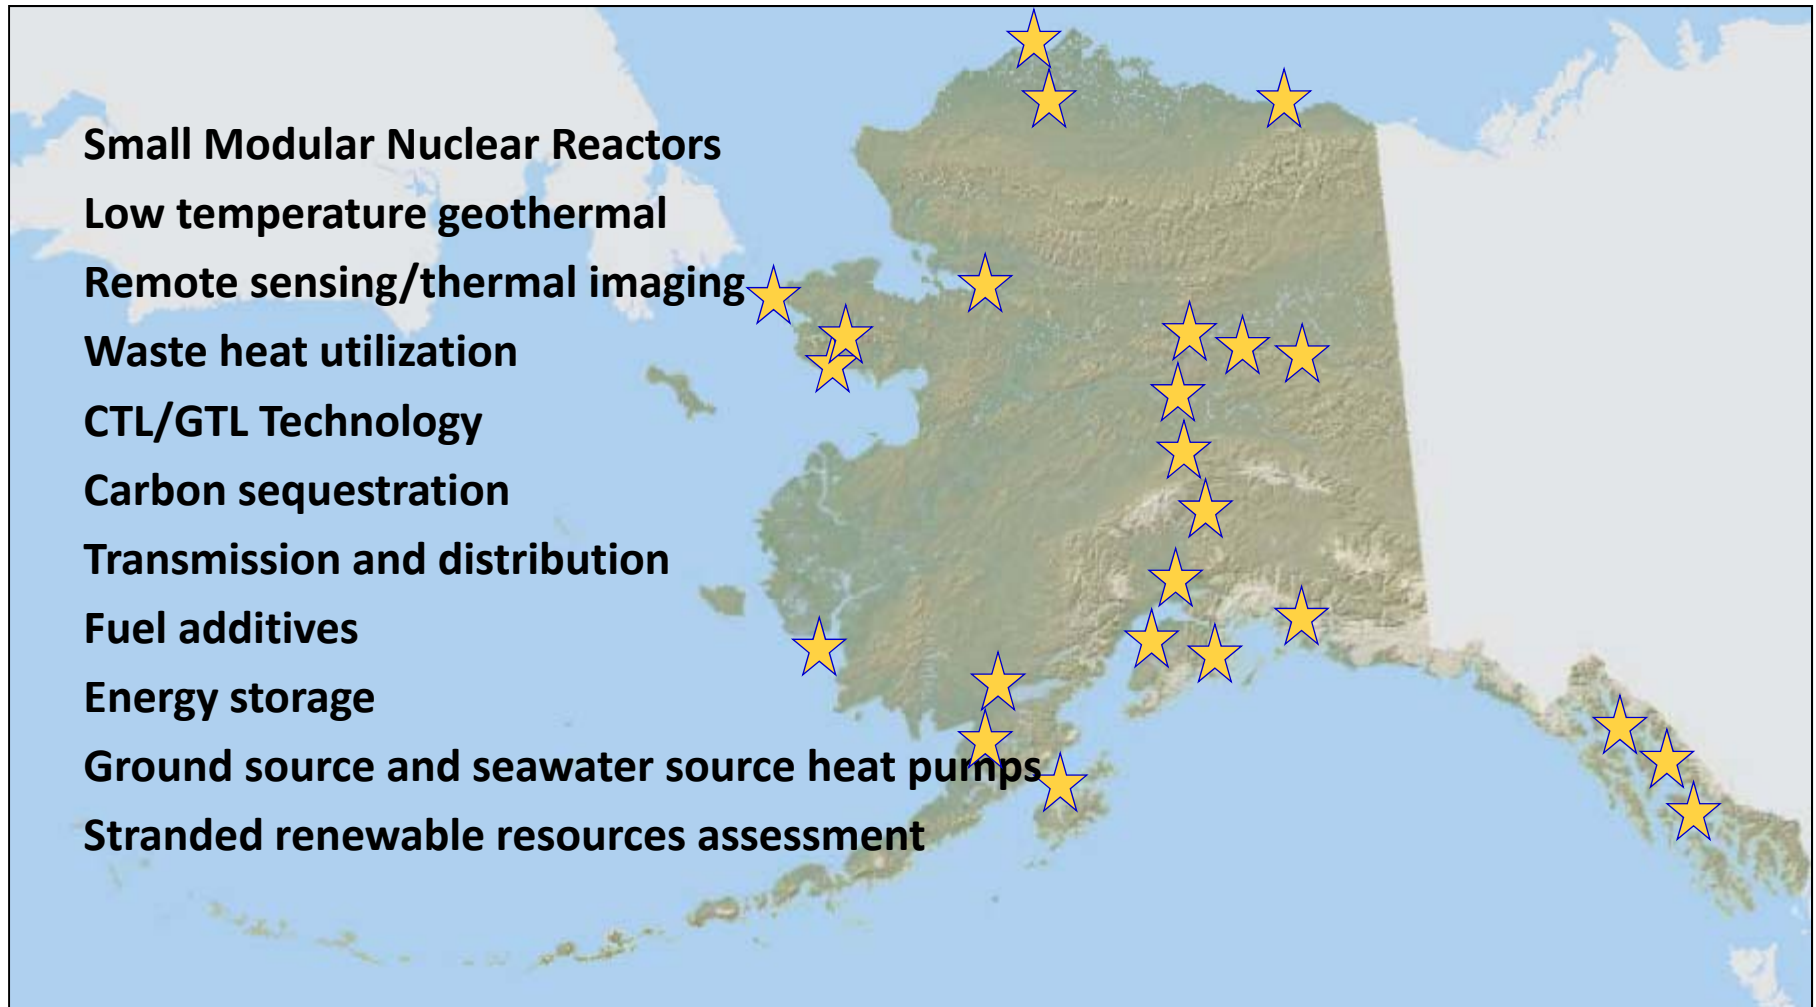 Small Modular Nuclear Reactors
Low temperature geothermal
Remote sensing/thermal imaging
Waste heat utilization
CTL/GTL Technology
Carbon sequestration
Transmission and distribution
Fuel additives
Energy storage
Ground source and seawater source heat pumps
Stranded renewable resources assessment